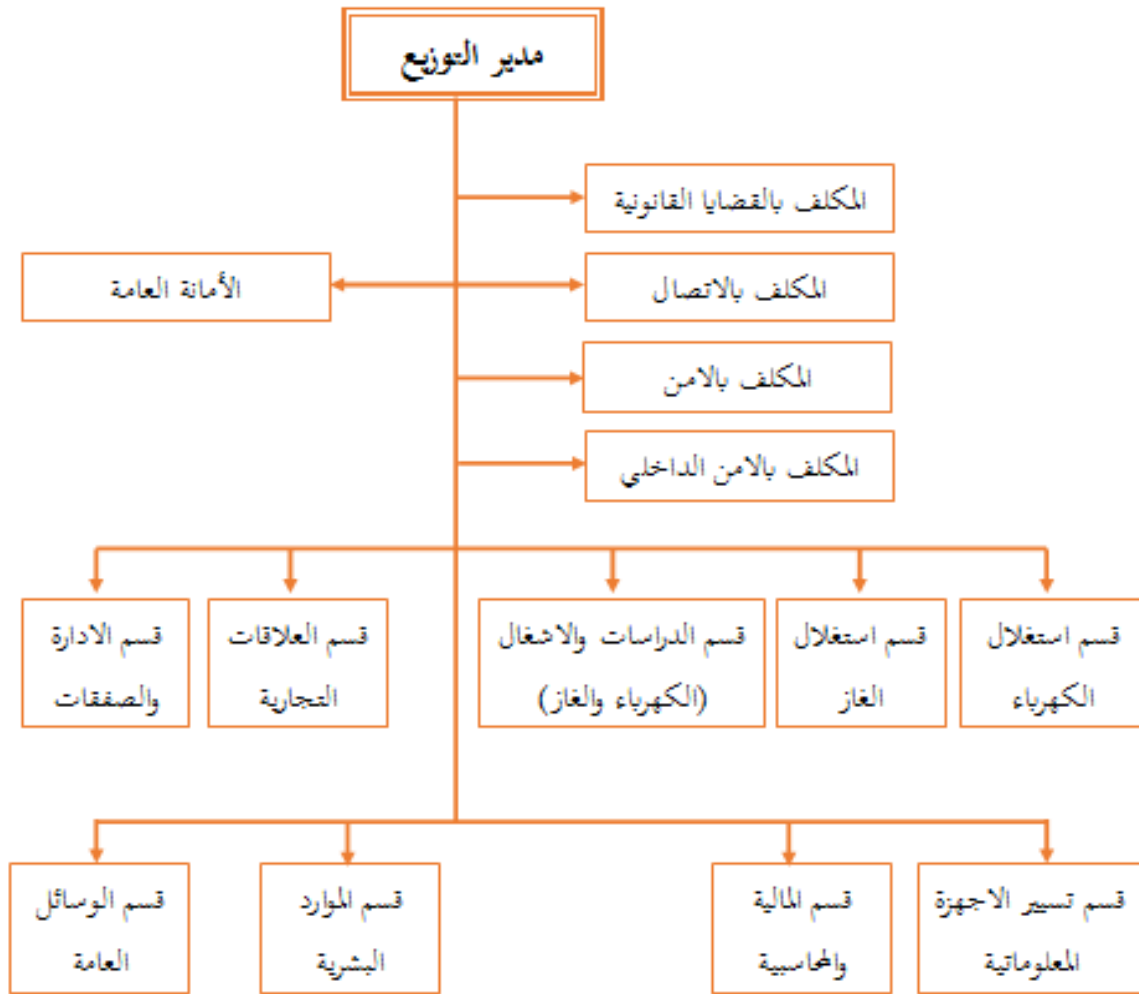 مدير التوزيع
المكلف بالقضايا القانونية
المكلف بالاتصال
الأمانة العامة
المكلف بالامن
المكلف بالامن الداخلي
قسم استغلال
الكهرباء
قسم استغلال
الغاز
قسم الدراسات والاشغال
(الكهرباء والغاز)
قسم العلاقات
التجارية
قسم الادارة
والصفقات
قسم تسيير الاجهزة
المعلوماتية
قسم المالية
والمحاسبية
قسم الموارد
البشرية
قسم الوسائل
العامة